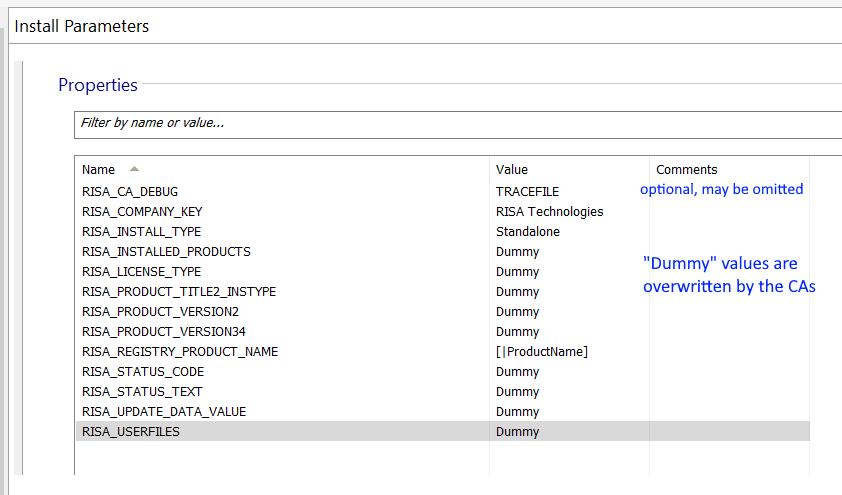 Install Parameters
Properties
Filter by name or value...
Name Value Comments
RISA_CA_DEBUG TRACEFILE optional, may be omitted
RISA_COMPANY_KEY RISA Technologies
RISA_INSTALL_TYPE Standalone
RISA_INSTALLED_PRODUCTS Dummy
RISA_LICENSE_TYPE Dummy "Dummy" values are
RISA_PRODUCT_TITLE2_INSTYPE Dummy overwritten by the CAs
RISA_PRODUCT_VERSION2 Dummy
RISA_PRODUCT_VERSION34 Dummy
RISA_REGISTRY_PRODUCT_NAME [|ProductName]
RISA_STATUS_CODE Dummy
RISA_STATUS_TEXT Dummy
RISA_UPDATE_DATA_VALUE Dummy
RISA_USERFILES Dummy